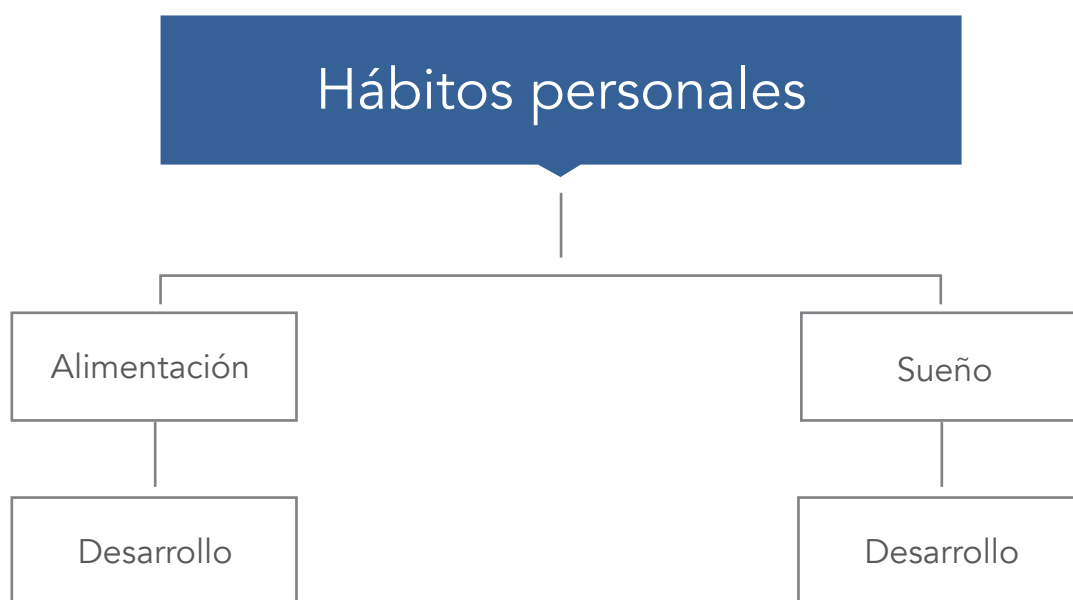 Hábitos personales
Alimentación
Sueño
Desarrollo
Desarrollo